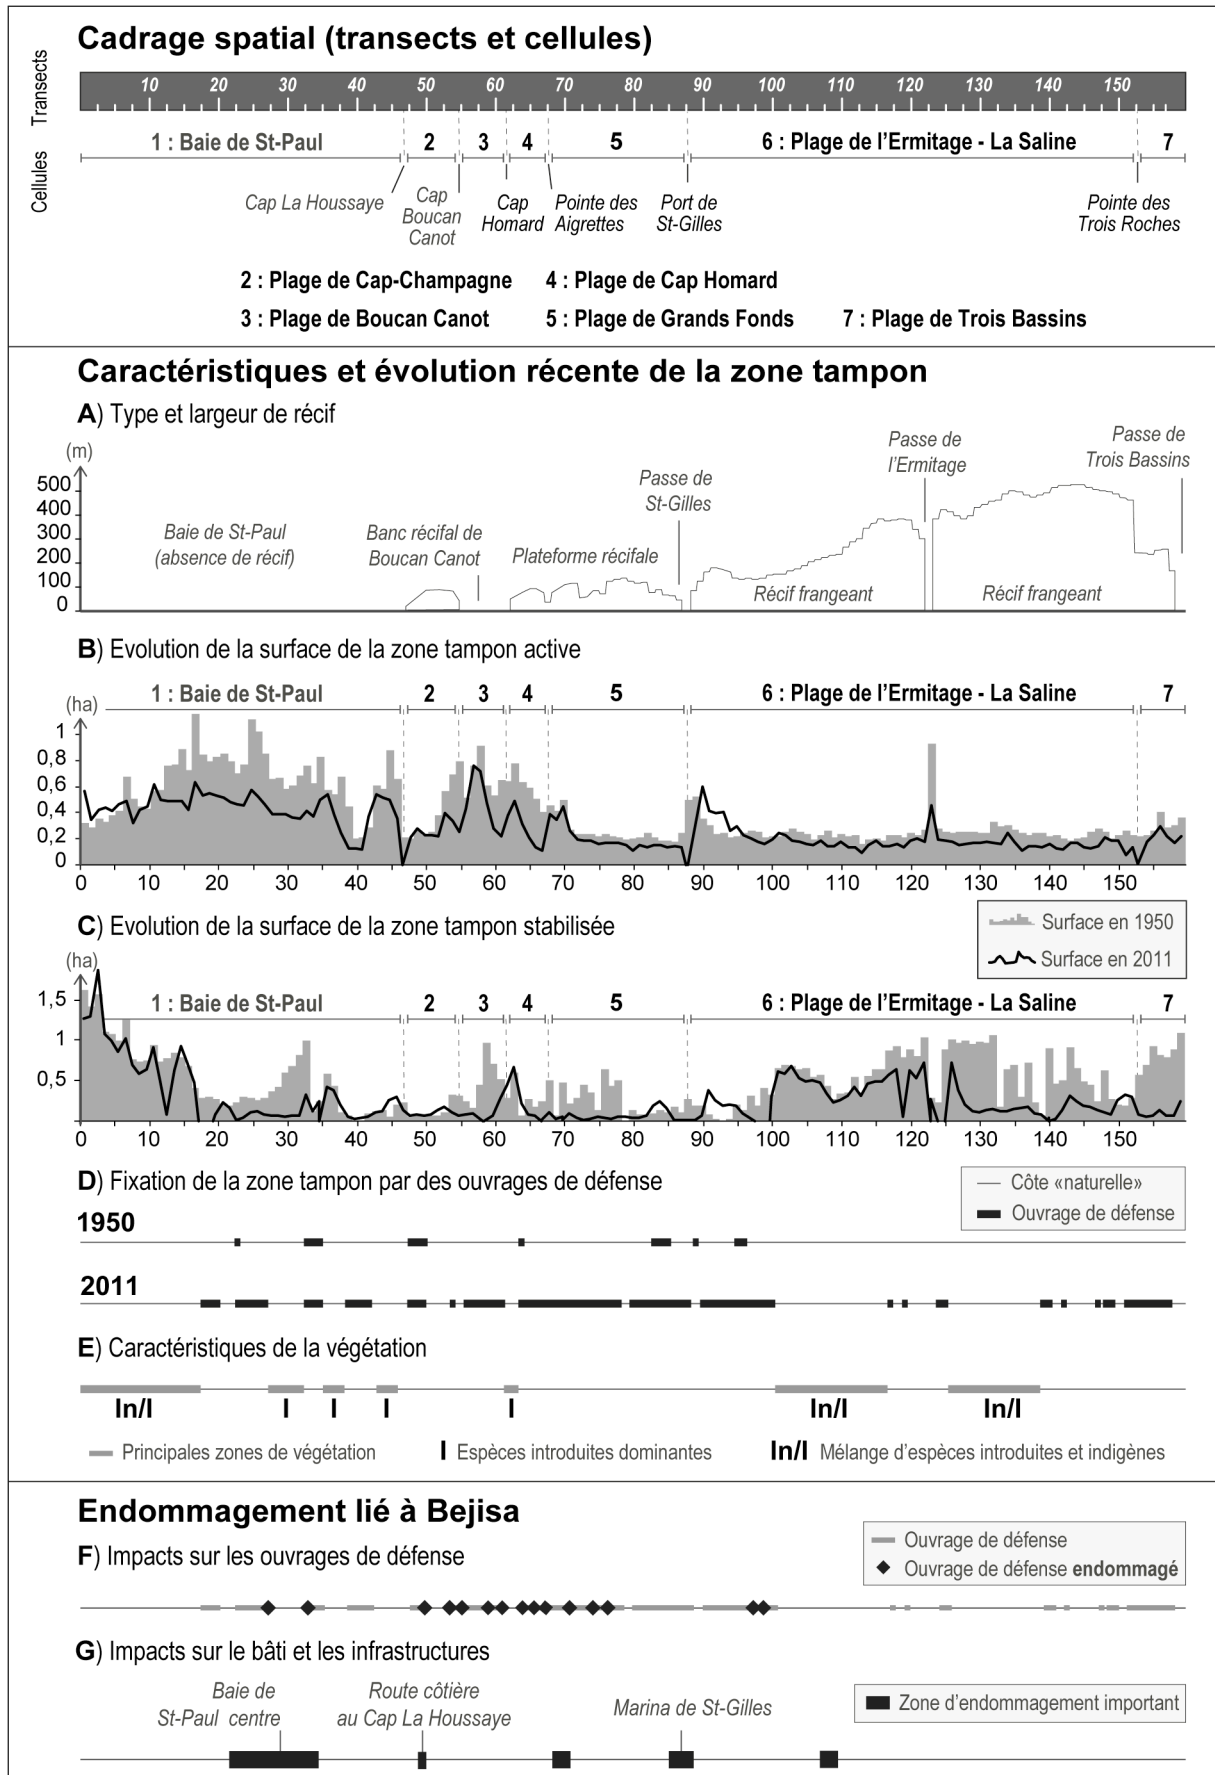 Cadrage spatial (transects et cellules)
Transects
10 20 30 40 50 60 70 80 90 100 110 120 130 140 150
Cellules
1 : Baie de St-Paul 2 3 4 5 6 : Plage de l'Ermitage - La Saline 7
Cap La Houssaye
Cap
Boucan
Canot
Cap
Homard
Pointe des
Aigrettes
Port de
St-Gilles
Pointe des
Trois Roches
2 : Plage de Cap-Champagne 4 : Plage de Cap Homard
3 : Plage de Boucan Canot 5 : Plage de Grands Fonds 7 : Plage de Trois Bassins
Caractéristiques et évolution récente de la zone tampon
A) Type et largeur de récif
(m)
500
400
300
200
100
0
Baie de St-Paul
(absence de récif)
Banc récifal de
Boucan Canot
Plateforme récifale
Passe de
St-Gilles
Récif frangeant
Passe de
l'Ermitage
Récif frangeant
Passe de
Trois Bassins
B) Evolution de la surface de la zone tampon active
(ha)
1 : Baie de St-Paul 2 3 4 5 6 : Plage de l'Ermitage - La Saline 7
1
0,8
0,6
0,4
0,2
0
0 10 20 30 40 50 60 70 80 90 100 110 120 130 140 150
C) Evolution de la surface de la zone tampon stabilisée
Surface en 1950
Surface en 2011
(ha)
1 : Baie de St-Paul 2 3 4 5 6 : Plage de l'Ermitage - La Saline 7
1,5
1
0,5
0 10 20 30 40 50 60 70 80 90 100 110 120 130 140 150
D) Fixation de la zone tampon par des ouvrages de défense
Côte «naturelle»
Ouvrage de défense
1950
2011
E) Caractéristiques de la végétation
In/I I I I I In/I In/I
Principales zones de végétation I Espèces introduites dominantes In/I Mélange d'espèces introduites et indigènes
Endommagement lié à Bejisa
F) Impacts sur les ouvrages de défense
Ouvrage de défense
Ouvrage de défense endommagé
G) Impacts sur le bâti et les infrastructures
Baie de
St-Paul centre
Route côtière
au Cap La Houssaye
Marina de St-Gilles
Zone d'endommagement important